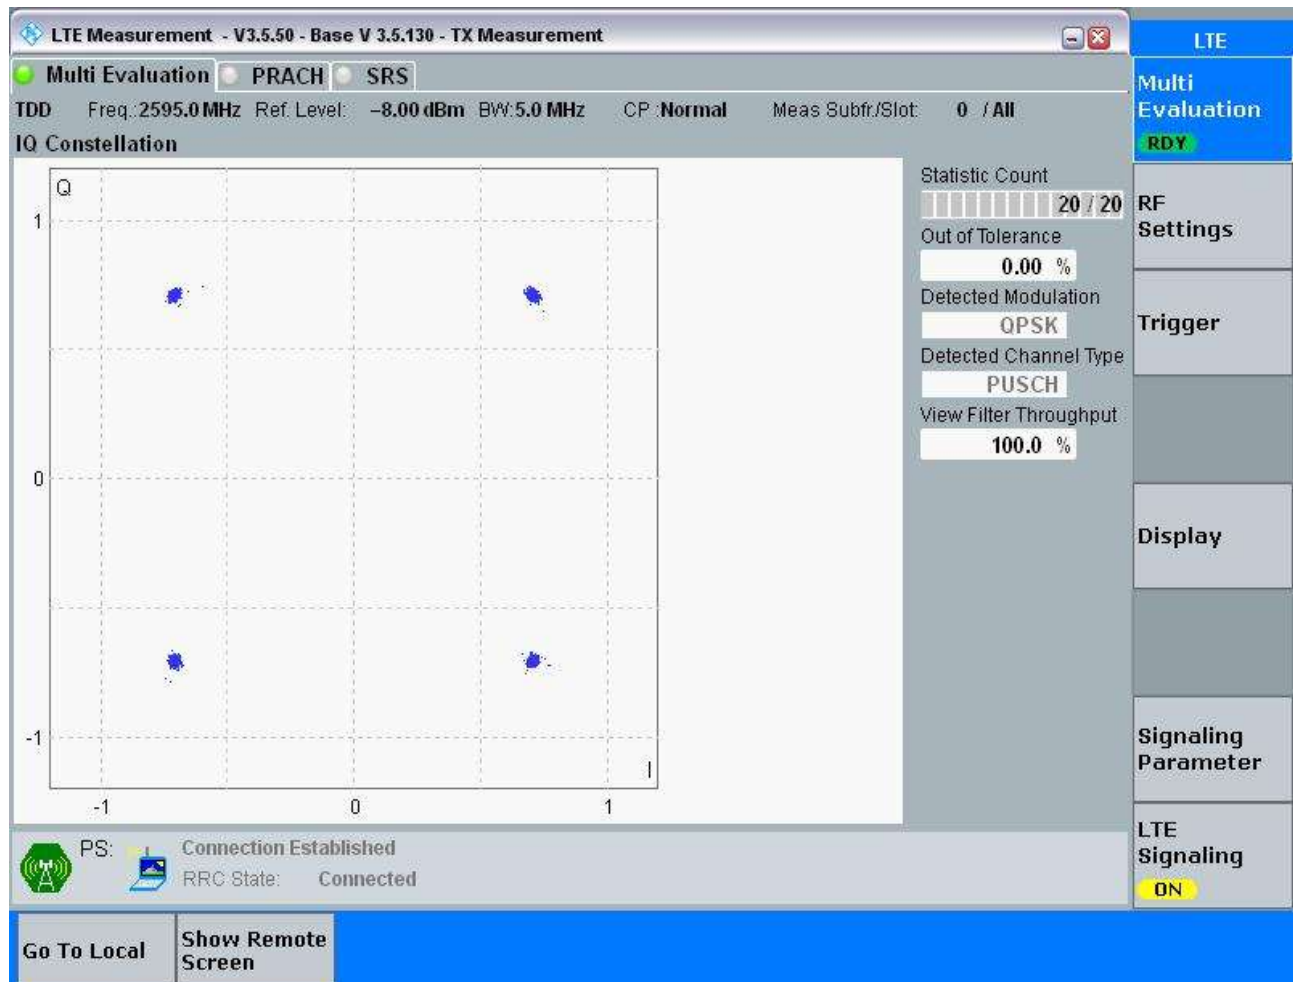 LTE Measurement - V3.5.50 - Base V 3.5.130 - TX Measurement
LTE
Multi Evaluation PRACH SRS
TDD Freq.:2595.0 MHz Ref. Level: -8.00 dBm BW:5.0 MHz CP :Normal Meas Subfr./Slot: 0 / All
IQ Constellation
Q
1
0
-1
I
-1 0 1
Statistic Count
20 / 20
Out of Tolerance
0.00 %
Detected Modulation
QPSK
Detected Channel Type
PUSCH
View Filter Throughput
100.0 %
Multi
Evaluation
RDY
RF
Settings
Trigger
Display
Signaling
Parameter
LTE
Signaling
ON
PS: Connection Established
RRC State: Connected
Go To Local
Show Remote
Screen